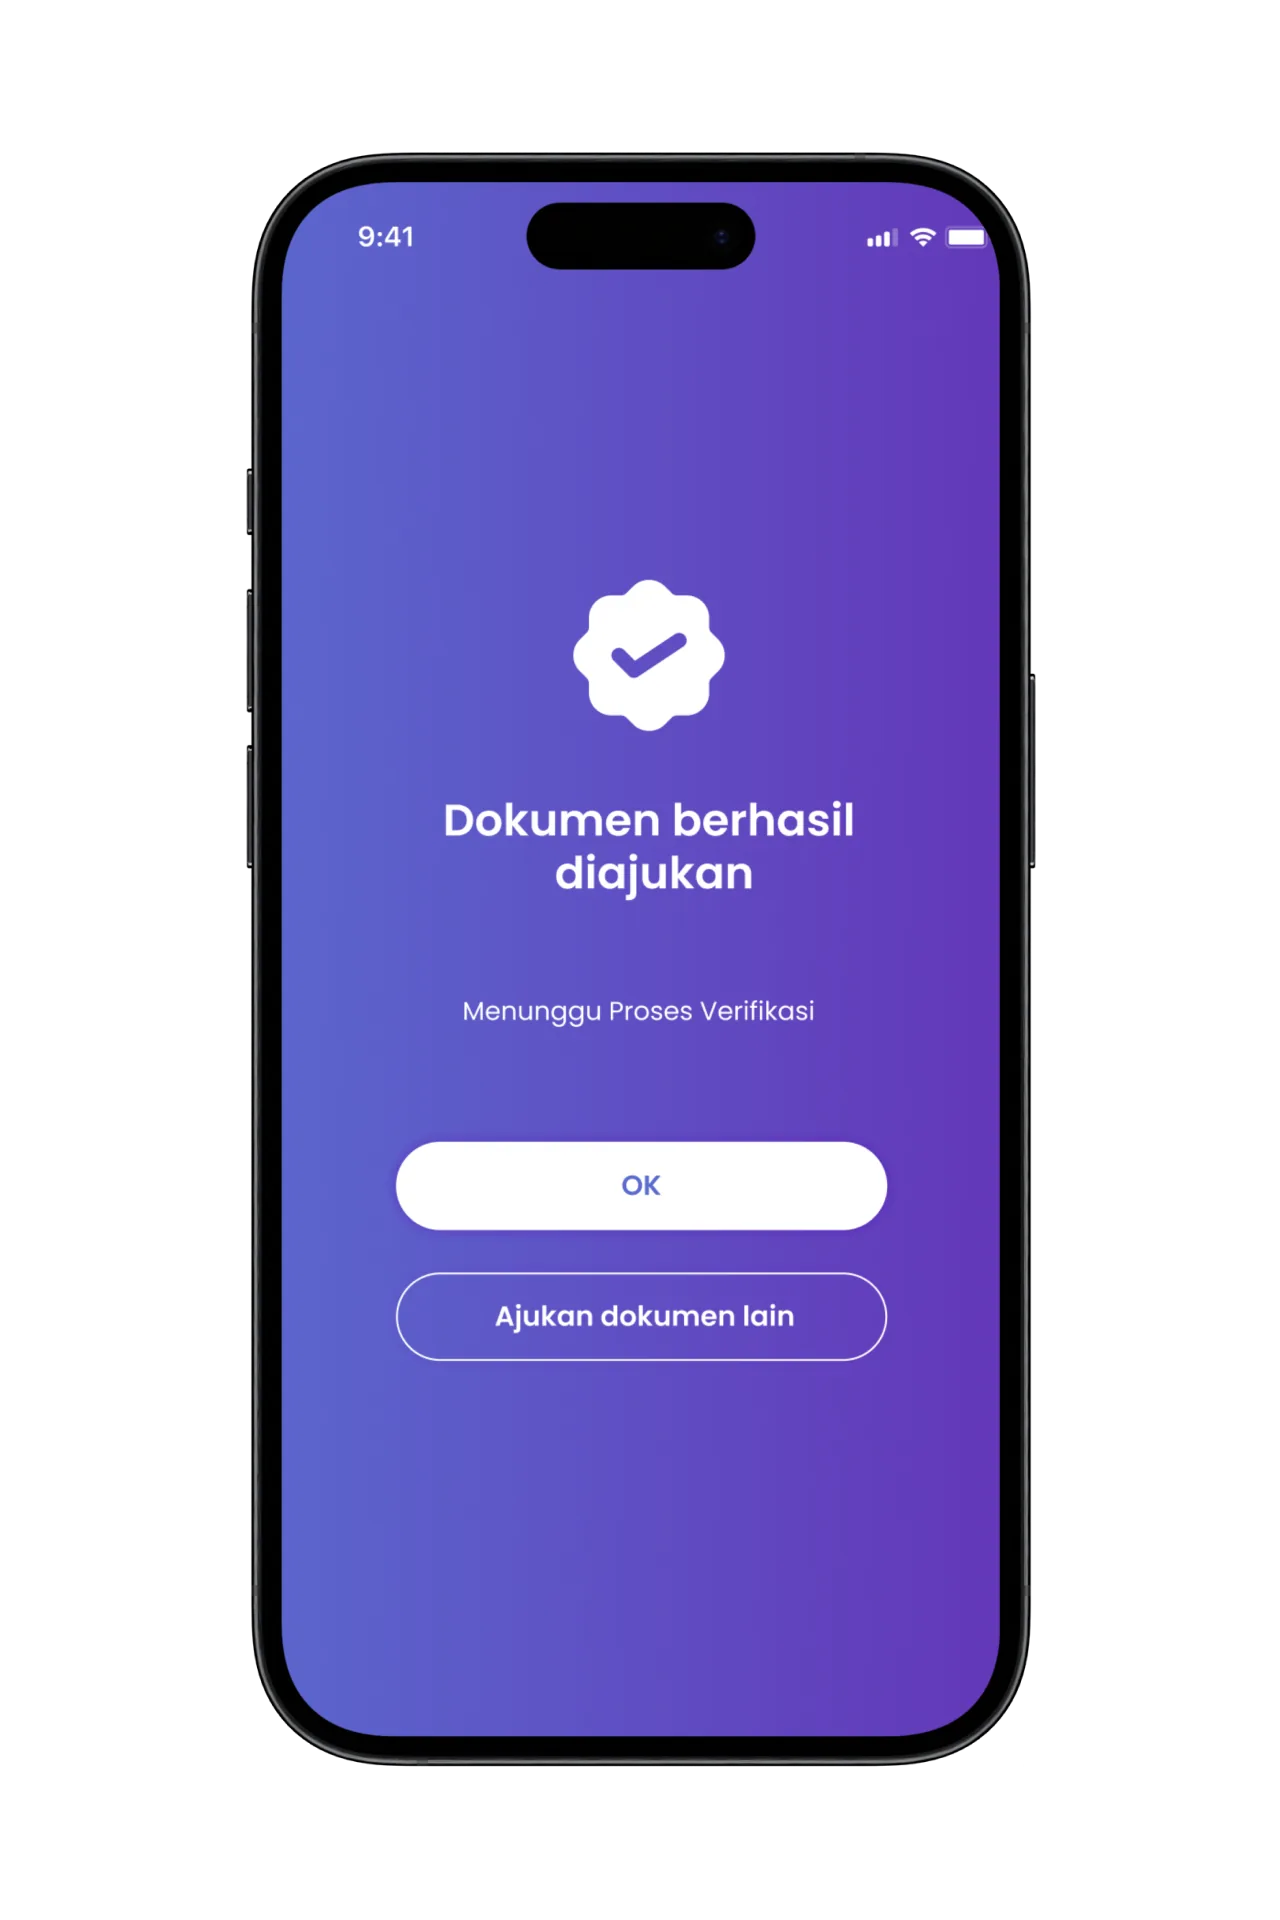 9:41
Dokumen berhasil
diajukan
Menunggu Proses Verifikasi
OK
Ajukan dokumen lain